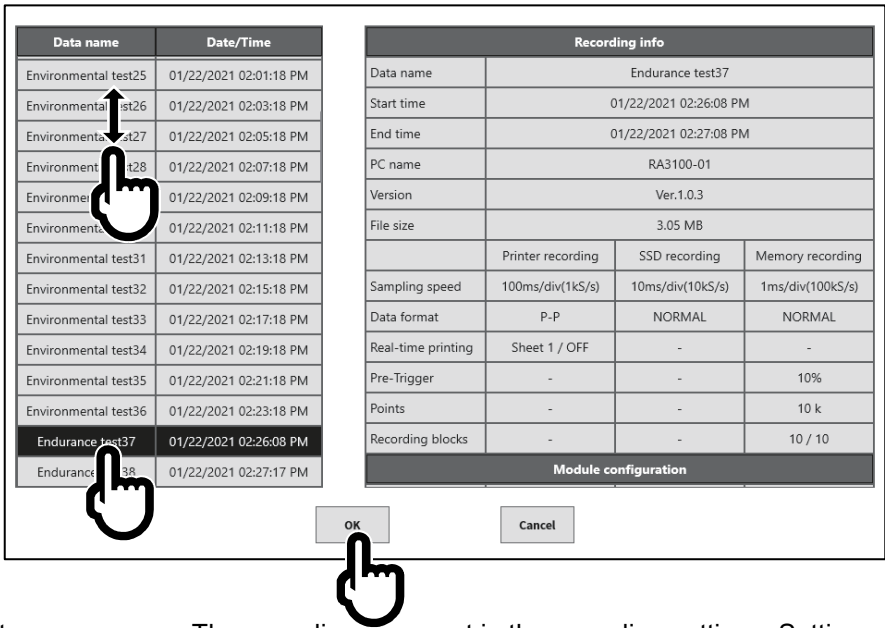 Data name Date/Time
Environmental test25 01/22/2021 02:01:18 PM
Environmental 01/22/2021 02:03:18 PM
01/22/2021 02:05:18 PM
01/22/2021 02:07:18 PM
01/22/2021 02:09:18 PM
01/22/2021 02:11:18 PM
Environmental test31 01/22/2021 02:13:18 PM
Environmental test32 01/22/2021 02:15:18 PM
Environmental test33 01/22/2021 02:17:18 PM
Environmental test34 01/22/2021 02:19:18 PM
Environmental test35 01/22/2021 02:21:18 PM
Environmental test36 01/22/2021 02:23:18 PM
Endurance test37 01/22/2021 02:26:08 PM
Endurance 01/22/2021 02:27:17 PM
Recording info
Data name Endurance test37
Start time 01/22/2021 02:26:08 PM
End time 01/22/2021 02:27:08 PM
PC name RA3100-01
Version Ver.1.0.3
File size 3.05 MB
Printer recording SSD recording Memory recording
Sampling speed 100ms/div(1kS/s) 10ms/div(10kS/s) 1ms/div(100kS/s)
Data format P-P NORMAL NORMAL
Real-time printing Sheet 1 / OFF - -
Pre-Trigger - - 10%
Points - - 10 k
Recording blocks - - 10 / 10
Module configuration
OK Cancel